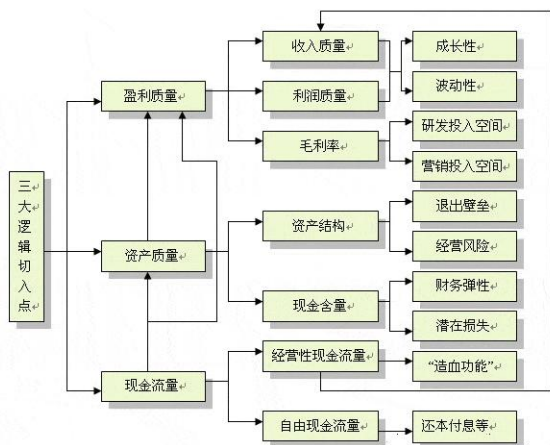 三大逻辑切入点
盈利质量
资产质量
现金流量
收入质量
利润质量
毛利率
资产结构
现金含量
经营性现金流量
自由现金流量
成长性
波动性
研发投入空间
营销投入空间
退出壁垒
经营风险
财务弹性
潜在损失
“造血功能”
还本付息等